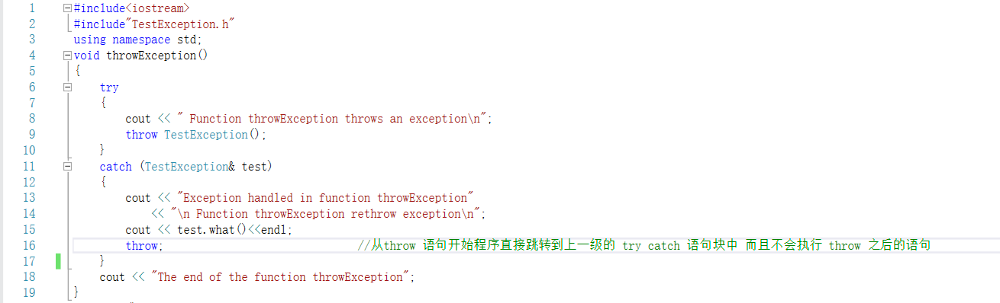 1 #include<iostream>
2 #include"TestException.h"
3 using namespace std;
4 void throwException()
5 {
6 try
7 {
8 cout << " Function throwException throws an exception\n";
9 throw TestException();
10 }
11 catch (TestException& test)
12 {
13 cout << "Exception handled in function throwException"
14 << "\n Function throwException rethrow exception\n";
15 cout << test.what()<<endl;
16 throw; //从throw 语句开始程序直接跳转到上一级的 try catch 语句块中 而且不会执行 throw 之后的语句
17 }
18 cout << "The end of the function throwException";
19 }